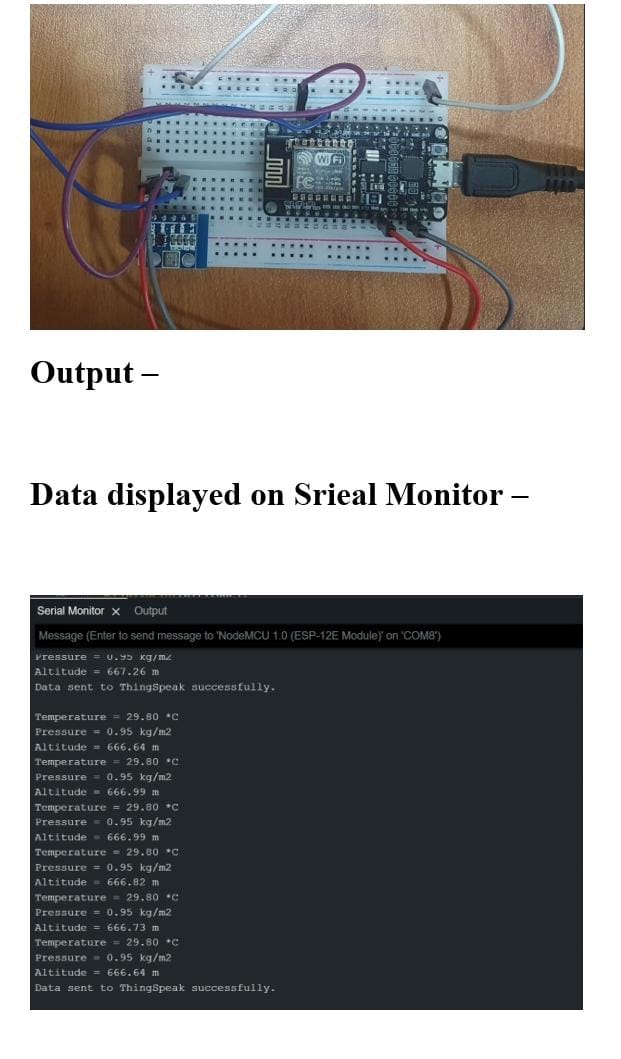 WiFi
FC
Output –
Data displayed on Srieal Monitor –
Serial Monitor × Output
Message (Enter to send message to 'NodeMCU 1.0 (ESP-12E Module)' on 'COM8')
Pressure = 0.95 kg/m2
Altitude = 667.26 m
Data sent to ThingSpeak successfully.
Temperature = 29.80 *C
Pressure = 0.95 kg/m2
Altitude = 666.64 m
Temperature = 29.80 *C
Pressure = 0.95 kg/m2
Altitude = 666.99 m
Temperature = 29.80 *C
Pressure = 0.95 kg/m2
Altitude = 666.99 m
Temperature = 29.80 *C
Pressure = 0.95 kg/m2
Altitude = 666.82 m
Temperature = 29.80 *C
Pressure = 0.95 kg/m2
Altitude = 666.73 m
Temperature = 29.80 *C
Pressure = 0.95 kg/m2
Altitude = 666.64 m
Data sent to ThingSpeak successfully.